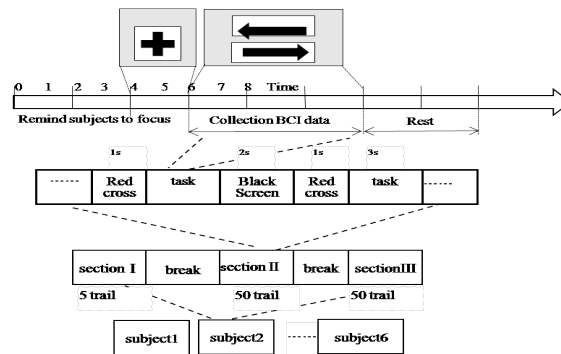 0 1 2 3 4 5 6 7 8 Time
Remind subjects to focus Collection BCI data Rest
1s 2s 1s 3s
Red cross task Black Screen Red cross task
section I break section II break sectionIII
5 trail 50 trail 50 trail
subject1 subject2 subject6